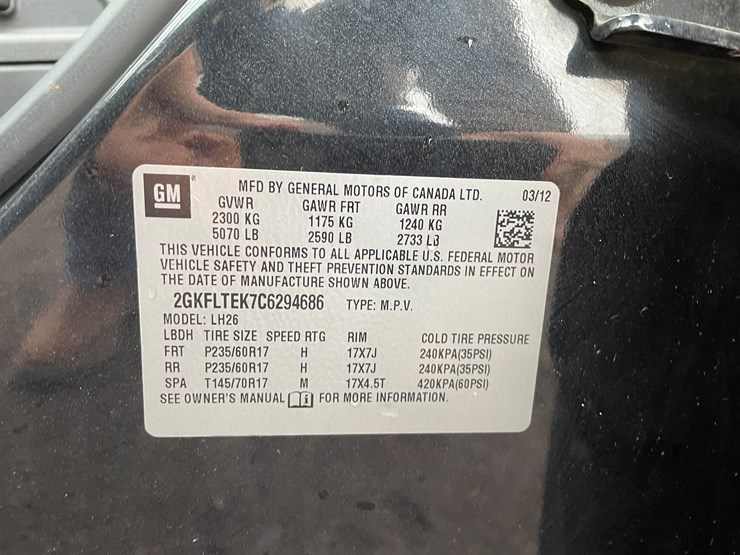 GM
MFD BY GENERAL MOTORS OF CANADA LTD. 03/12
GVWR GAWR FRT GAWR RR
2300 KG 1175 KG 1240 KG
5070 LB 2590 LB 2733 LB
THIS VEHICLE CONFORMS TO ALL APPLICABLE U.S. FEDERAL MOTOR
VEHICLE SAFETY AND THEFT PREVENTION STANDARDS IN EFFECT ON
THE DATE OF MANUFACTURE SHOWN ABOVE.
2GKFLTEK7C6294686 TYPE: M.P.V.
MODEL: LH26
LBDH TIRE SIZE SPEED RTG RIM COLD TIRE PRESSURE
FRT P235/60R17 H 17X7J 240KPA(35PSI)
RR P235/60R17 H 17X7J 240KPA(35PSI)
SPA T145/70R17 M 17X4.5T 420KPA(60PSI)
SEE OWNER'S MANUAL FOR MORE INFORMATION.